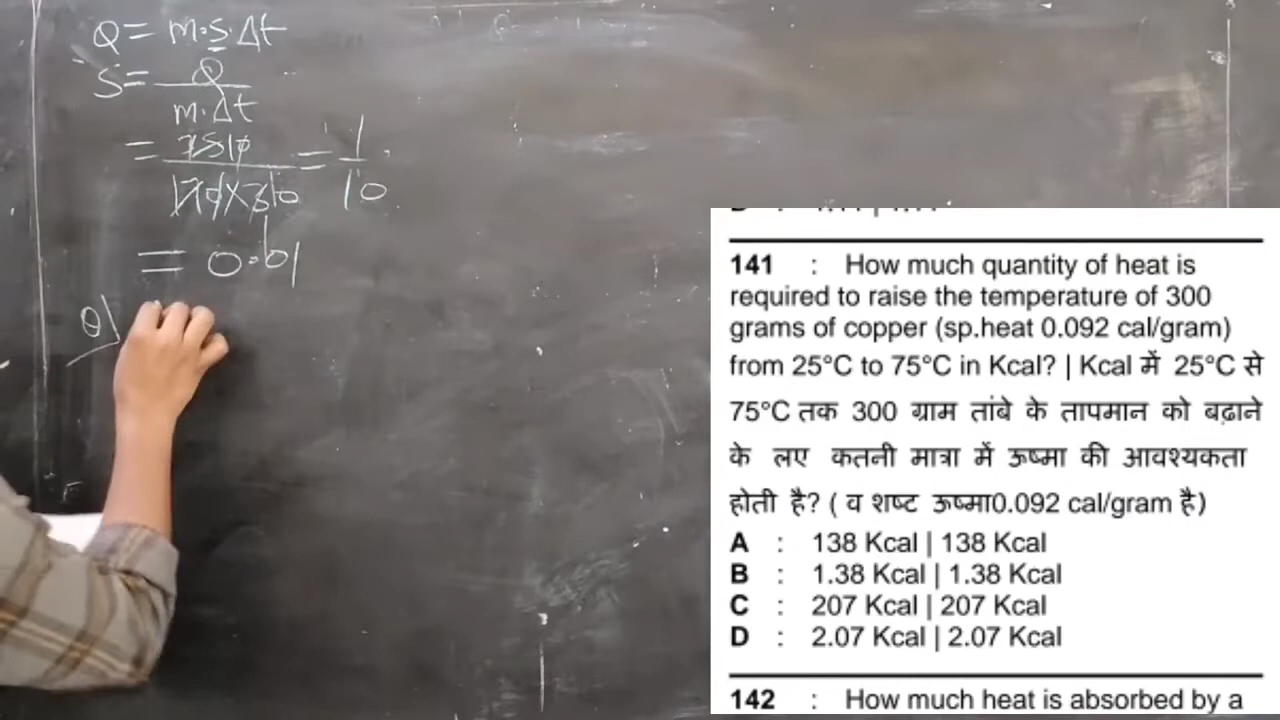 Q = m.s.Δt
S = Q
m.Δt
= 1510 = 1
10
= 0.01
Q)
141 : How much quantity of heat is
required to raise the temperature of 300
grams of copper (sp.heat 0.092 cal/gram)
from 25°C to 75°C in Kcal? | Kcal में 25°C से
75°C तक 300 ग्राम तांबे के तापमान को बढ़ाने
के लए कतनी मात्रा में ऊष्मा की आवश्यकता
होती है? ( व शष्ट ऊष्मा0.092 cal/gram है)
A : 138 Kcal | 138 Kcal
B : 1.38 Kcal | 1.38 Kcal
C : 207 Kcal | 207 Kcal
D : 2.07 Kcal | 2.07 Kcal
142 : How much heat is absorbed by a